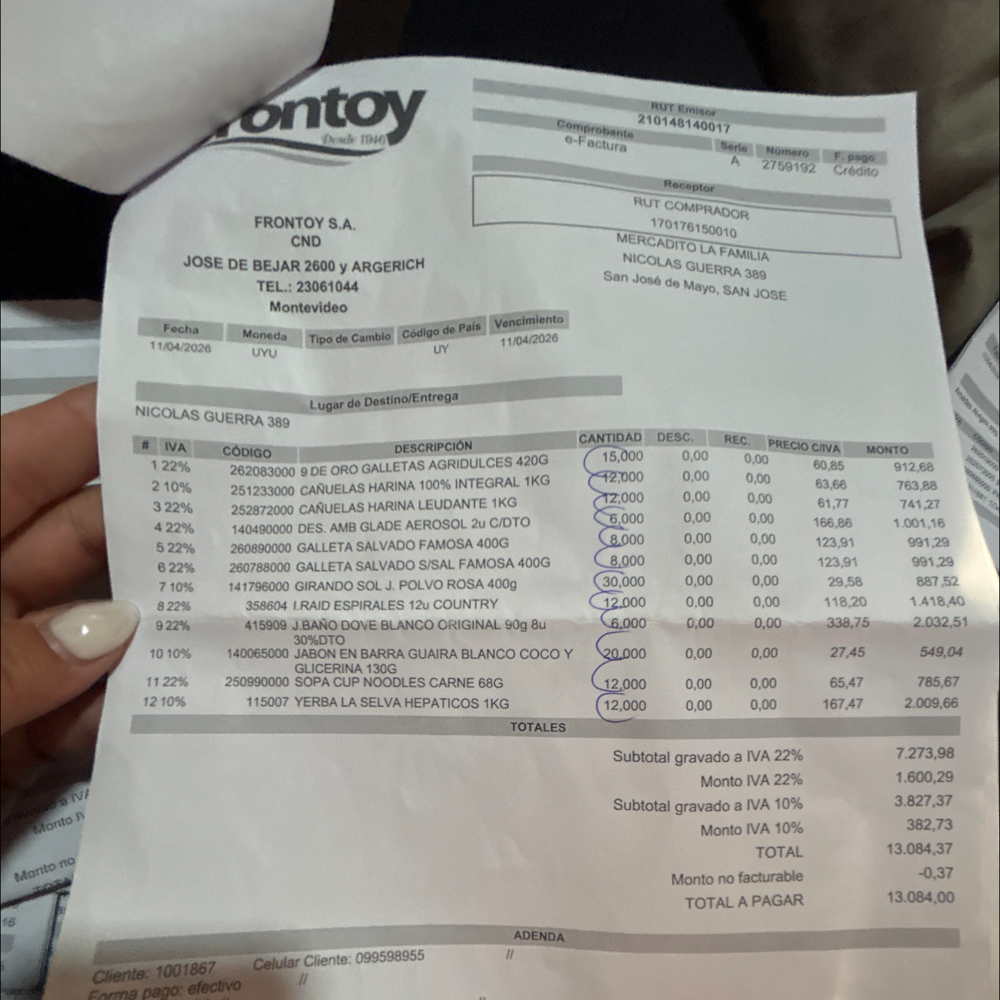 Frontoy
Desde 1946
RUT Emisor
210148140017
Comprobante Serie Número F. pago
e-Factura A 2759192 Crédito
Receptor
RUT COMPRADOR
170176150010
MERCADITO LA FAMILIA
NICOLAS GUERRA 389
San José de Mayo, SAN JOSE
FRONTOY S.A.
CND
JOSE DE BEJAR 2600 y ARGERICH
TEL.: 23061044
Montevideo
Fecha Moneda Tipo de Cambio Código de País Vencimiento
11/04/2026 UYU UY 11/04/2026
Lugar de Destino/Entrega
NICOLAS GUERRA 389
# IVA CÓDIGO DESCRIPCIÓN CANTIDAD DESC. REC. PRECIO C/IVA MONTO
1 22% 262083000 9 DE ORO GALLETAS AGRIDULCES 420G 15,000 0,00 0,00 60,85 912,68
2 10% 251233000 CAÑUELAS HARINA 100% INTEGRAL 1KG 12,000 0,00 0,00 63,66 763,88
3 22% 252872000 CAÑUELAS HARINA LEUDANTE 1KG 12,000 0,00 0,00 61,77 741,27
4 22% 140490000 DES. AMB GLADE AEROSOL 2u C/DTO 6,000 0,00 0,00 166,86 1.001,16
5 22% 260890000 GALLETA SALVADO FAMOSA 400G 8,000 0,00 0,00 123,91 991,29
6 22% 260788000 GALLETA SALVADO S/SAL FAMOSA 400G 8,000 0,00 0,00 123,91 991,29
7 10% 141796000 GIRANDO SOL J. POLVO ROSA 400g 30,000 0,00 0,00 29,58 887,52
8 22% 358604 I.RAID ESPIRALES 12u COUNTRY 12,000 0,00 0,00 118,20 1.418,40
9 22% 415909 J.BAÑO DOVE BLANCO ORIGINAL 90g 8u 6,000 0,00 0,00 338,75 2.032,51
30%DTO
10 10% 140065000 JABON EN BARRA GUAIRA BLANCO COCO Y 20,000 0,00 0,00 27,45 549,04
GLICERINA 130G
11 22% 250990000 SOPA CUP NOODLES CARNE 68G 12,000 0,00 0,00 65,47 785,67
12 10% 115007 YERBA LA SELVA HEPATICOS 1KG 12,000 0,00 0,00 167,47 2.009,66
TOTALES
Subtotal gravado a IVA 22% 7.273,98
Monto IVA 22% 1.600,29
Subtotal gravado a IVA 10% 3.827,37
Monto IVA 10% 382,73
TOTAL 13.084,37
Monto no facturable -0,37
TOTAL A PAGAR 13.084,00
ADENDA
Cliente: 1001867 Celular Cliente: 099598955 //
Forma pago: efectivo //